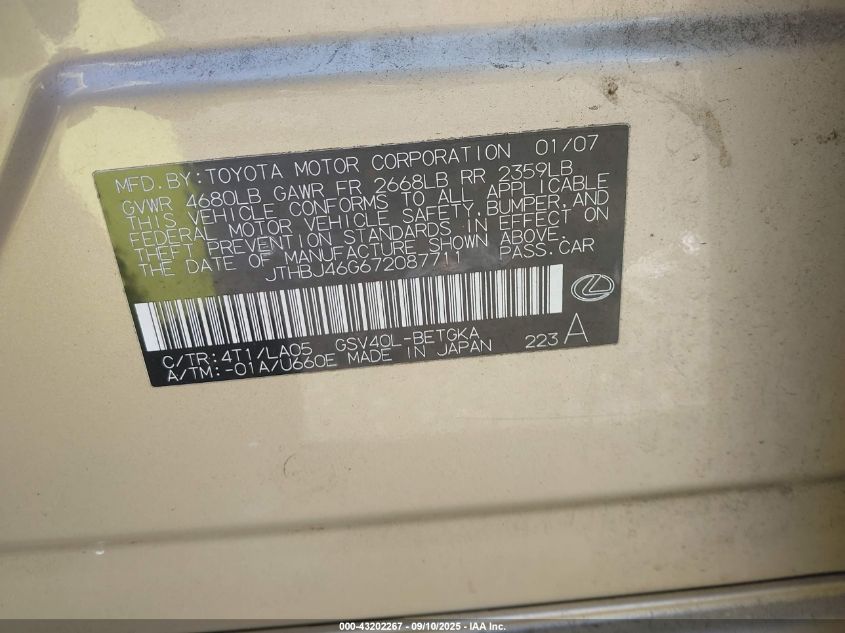 MFD. BY: TOYOTA MOTOR CORPORATION 01/07
GVWR 4680LB GAWR FR 2668LB RR 2359LB
THIS VEHICLE CONFORMS TO ALL APPLICABLE
FEDERAL MOTOR VEHICLE SAFETY, BUMPER, AND
THEFT PREVENTION STANDARDS IN EFFECT ON
THE DATE OF MANUFACTURE SHOWN ABOVE.
JTHBJ46G672087711 PASS. CAR
C/TR: 4T1/LA05 GSV40L-BETGKA
A/TM: -01A/U660E MADE IN JAPAN 223 A
000-43202267 - 09/10/2025 - IAA Inc.